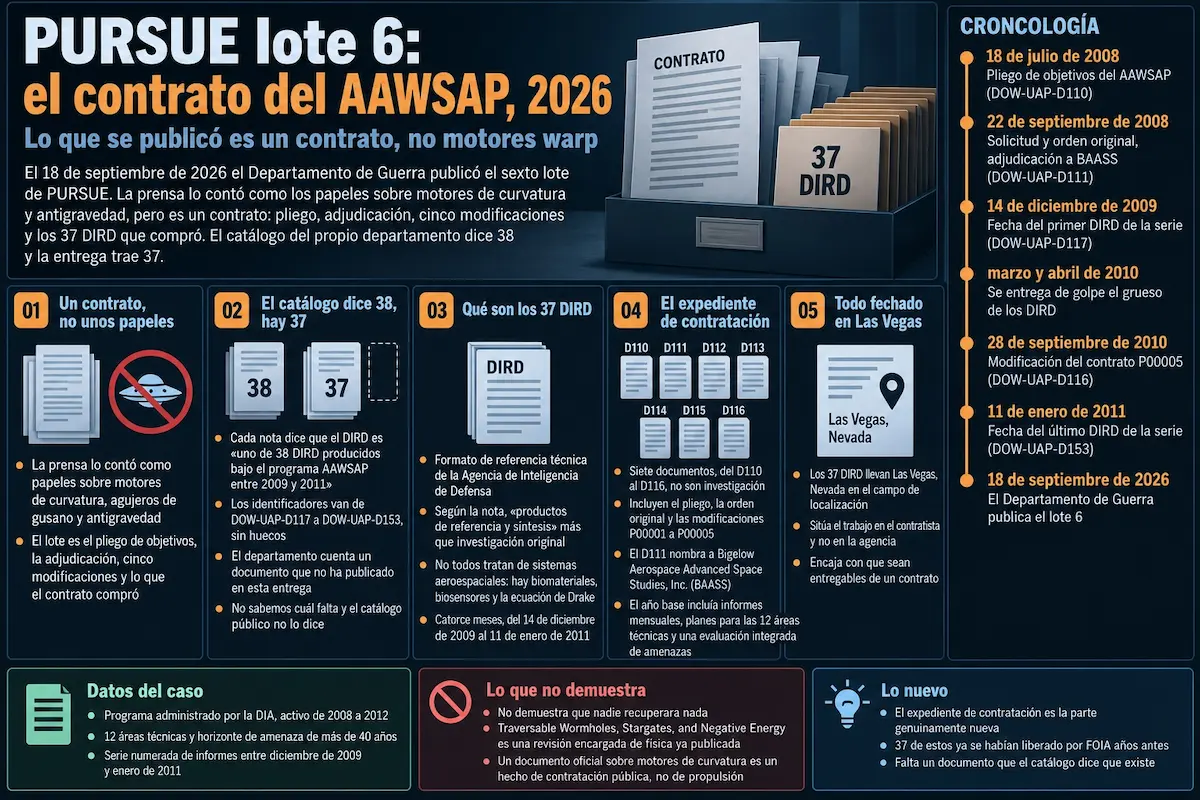 PURSUE lote 6:
el contrato del AAWSAP, 2026
Lo que se publicó es un contrato, no motores warp
El 18 de septiembre de 2026 el Departamento de Guerra publicó el sexto lote
de PURSUE. La prensa lo contó como los papeles sobre motores de curvatura
y antigravedad, pero es un contrato: pliego, adjudicación, cinco modificaciones
y los 37 DIRD que compró. El catálogo del propio departamento dice 38
y la entrega trae 37.
CONTRATO
37
DIRD
01
Un contrato,
no unos papeles
La prensa lo contó como
papeles sobre motores
de curvatura, agujeros de
gusano y antigravedad
El lote es el pliego de objetivos,
la adjudicación, cinco
modificaciones y lo que
el contrato compró
02
El catálogo dice 38,
hay 37
38
37
Cada nota dice que el DIRD es
«uno de 38 DIRD producidos
bajo el programa AAWSAP
entre 2009 y 2011»
Los identificadores van de
DOW-UAP-D117 a DOW-UAP-D153,
sin huecos
El departamento cuenta un
documento que no ha publicado
en esta entrega
No sabemos cuál falta y el catálogo
público no lo dice
03
Qué son los 37 DIRD
DIRD
Formato de referencia técnica
de la Agencia de Inteligencia
de Defensa
Según la nota, «productos
de referencia y síntesis» más
que investigación original
No todos tratan de sistemas
aeroespaciales: hay biomateriales,
biosensores y la ecuación de Drake
Catorce meses, del 14 de diciembre
de 2009 al 11 de enero de 2011
04
El expediente
de contratación
D110 D111 D112 D113
D114 D115 D116
Siete documentos, del D110
al D116, no son investigación
Incluyen el pliego, la orden
original y las modificaciones
P00001 a P00005
El D111 nombra a Bigelow
Aerospace Advanced Space
Studies, Inc. (BAASS)
El año base incluía informes
mensuales, planes para las 12 áreas
técnicas y una evaluación integrada
de amenazas
05
Todo fechado
en Las Vegas
Las Vegas,
Nevada
Los 37 DIRD llevan Las Vegas,
Nevada en el campo de
localización
Sitúa el trabajo en el contratista
y no en la agencia
Encaja con que sean
entregables de un contrato
CRONCOLOGÍA
18 de julio de 2008
Pliego de objetivos del AAWSAP
(DOW-UAP-D110)
22 de septiembre de 2008
Solicitud y orden original,
adjudicación a BAASS
(DOW-UAP-D111)
14 de diciembre de 2009
Fecha del primer DIRD de la serie
(DOW-UAP-D117)
marzo y abril de 2010
Se entrega de golpe el grueso
de los DIRD
28 de septiembre de 2010
Modificación del contrato P00005
(DOW-UAP-D116)
11 de enero de 2011
Fecha del último DIRD de la serie
(DOW-UAP-D153)
18 de septiembre de 2026
El Departamento de Guerra
publica el lote 6
Datos del caso
Programa administrado por la DIA, activo de 2008 a 2012
12 áreas técnicas y horizonte de amenaza de más de 40 años
Serie numerada de informes entre diciembre de 2009
y enero de 2011
Lo que no demuestra
No demuestra que nadie recuperara nada
Traversable Wormholes, Stargates, and Negative Energy
es una revisión encargada de física ya publicada
Un documento oficial sobre motores de curvatura es un
hecho de contratación pública, no de propulsión
Lo nuevo
El expediente de contratación es la parte
genuinamente nueva
37 de estos ya se habían liberado por FOIA años antes
Falta un documento que el catálogo dice que existe